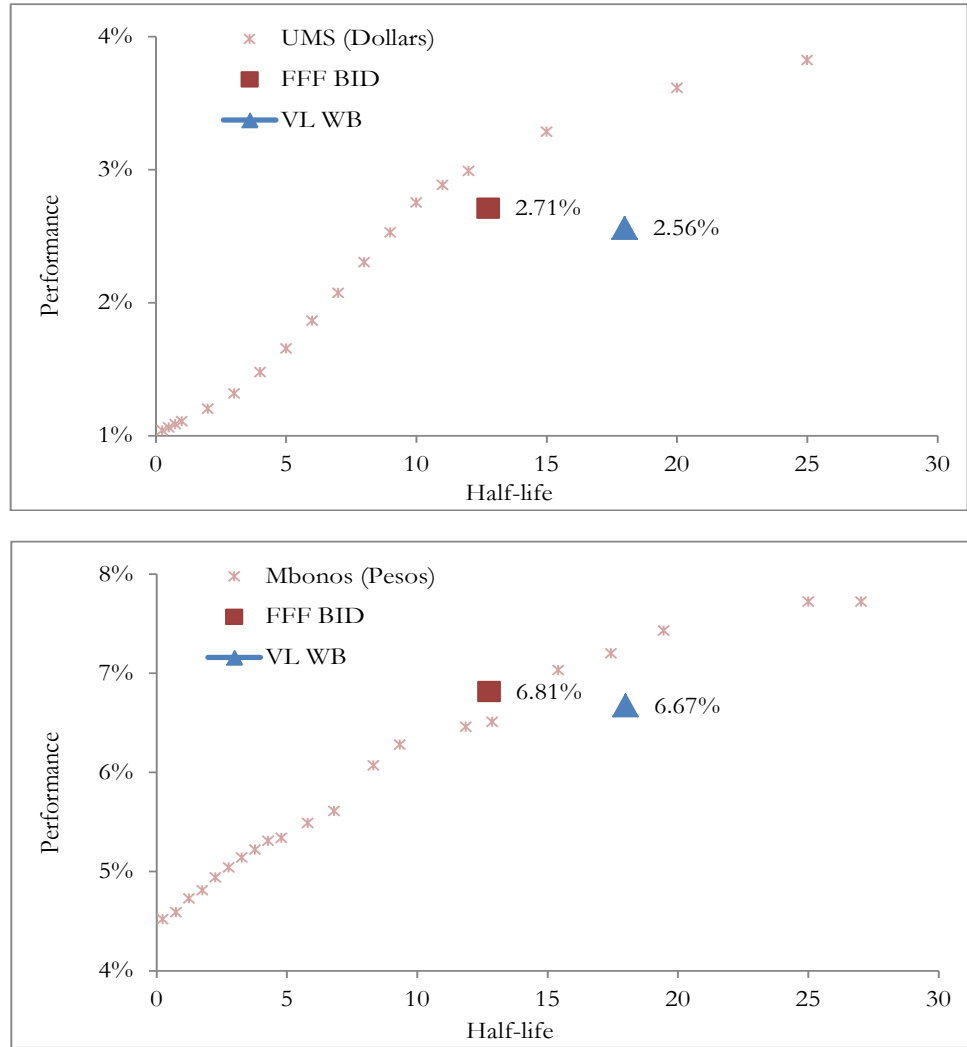 4%
UMS (Dollars)
FFF BID
VL WB
3%
2.71%
2.56%
Performance
2%
1%
0 5 10 15 20 25 30
Half-life
8%
Mbonos (Pesos)
FFF BID
VL WB
7%
6.81%
6.67%
Performance
6%
5%
4%
0 5 10 15 20 25 30
Half-life